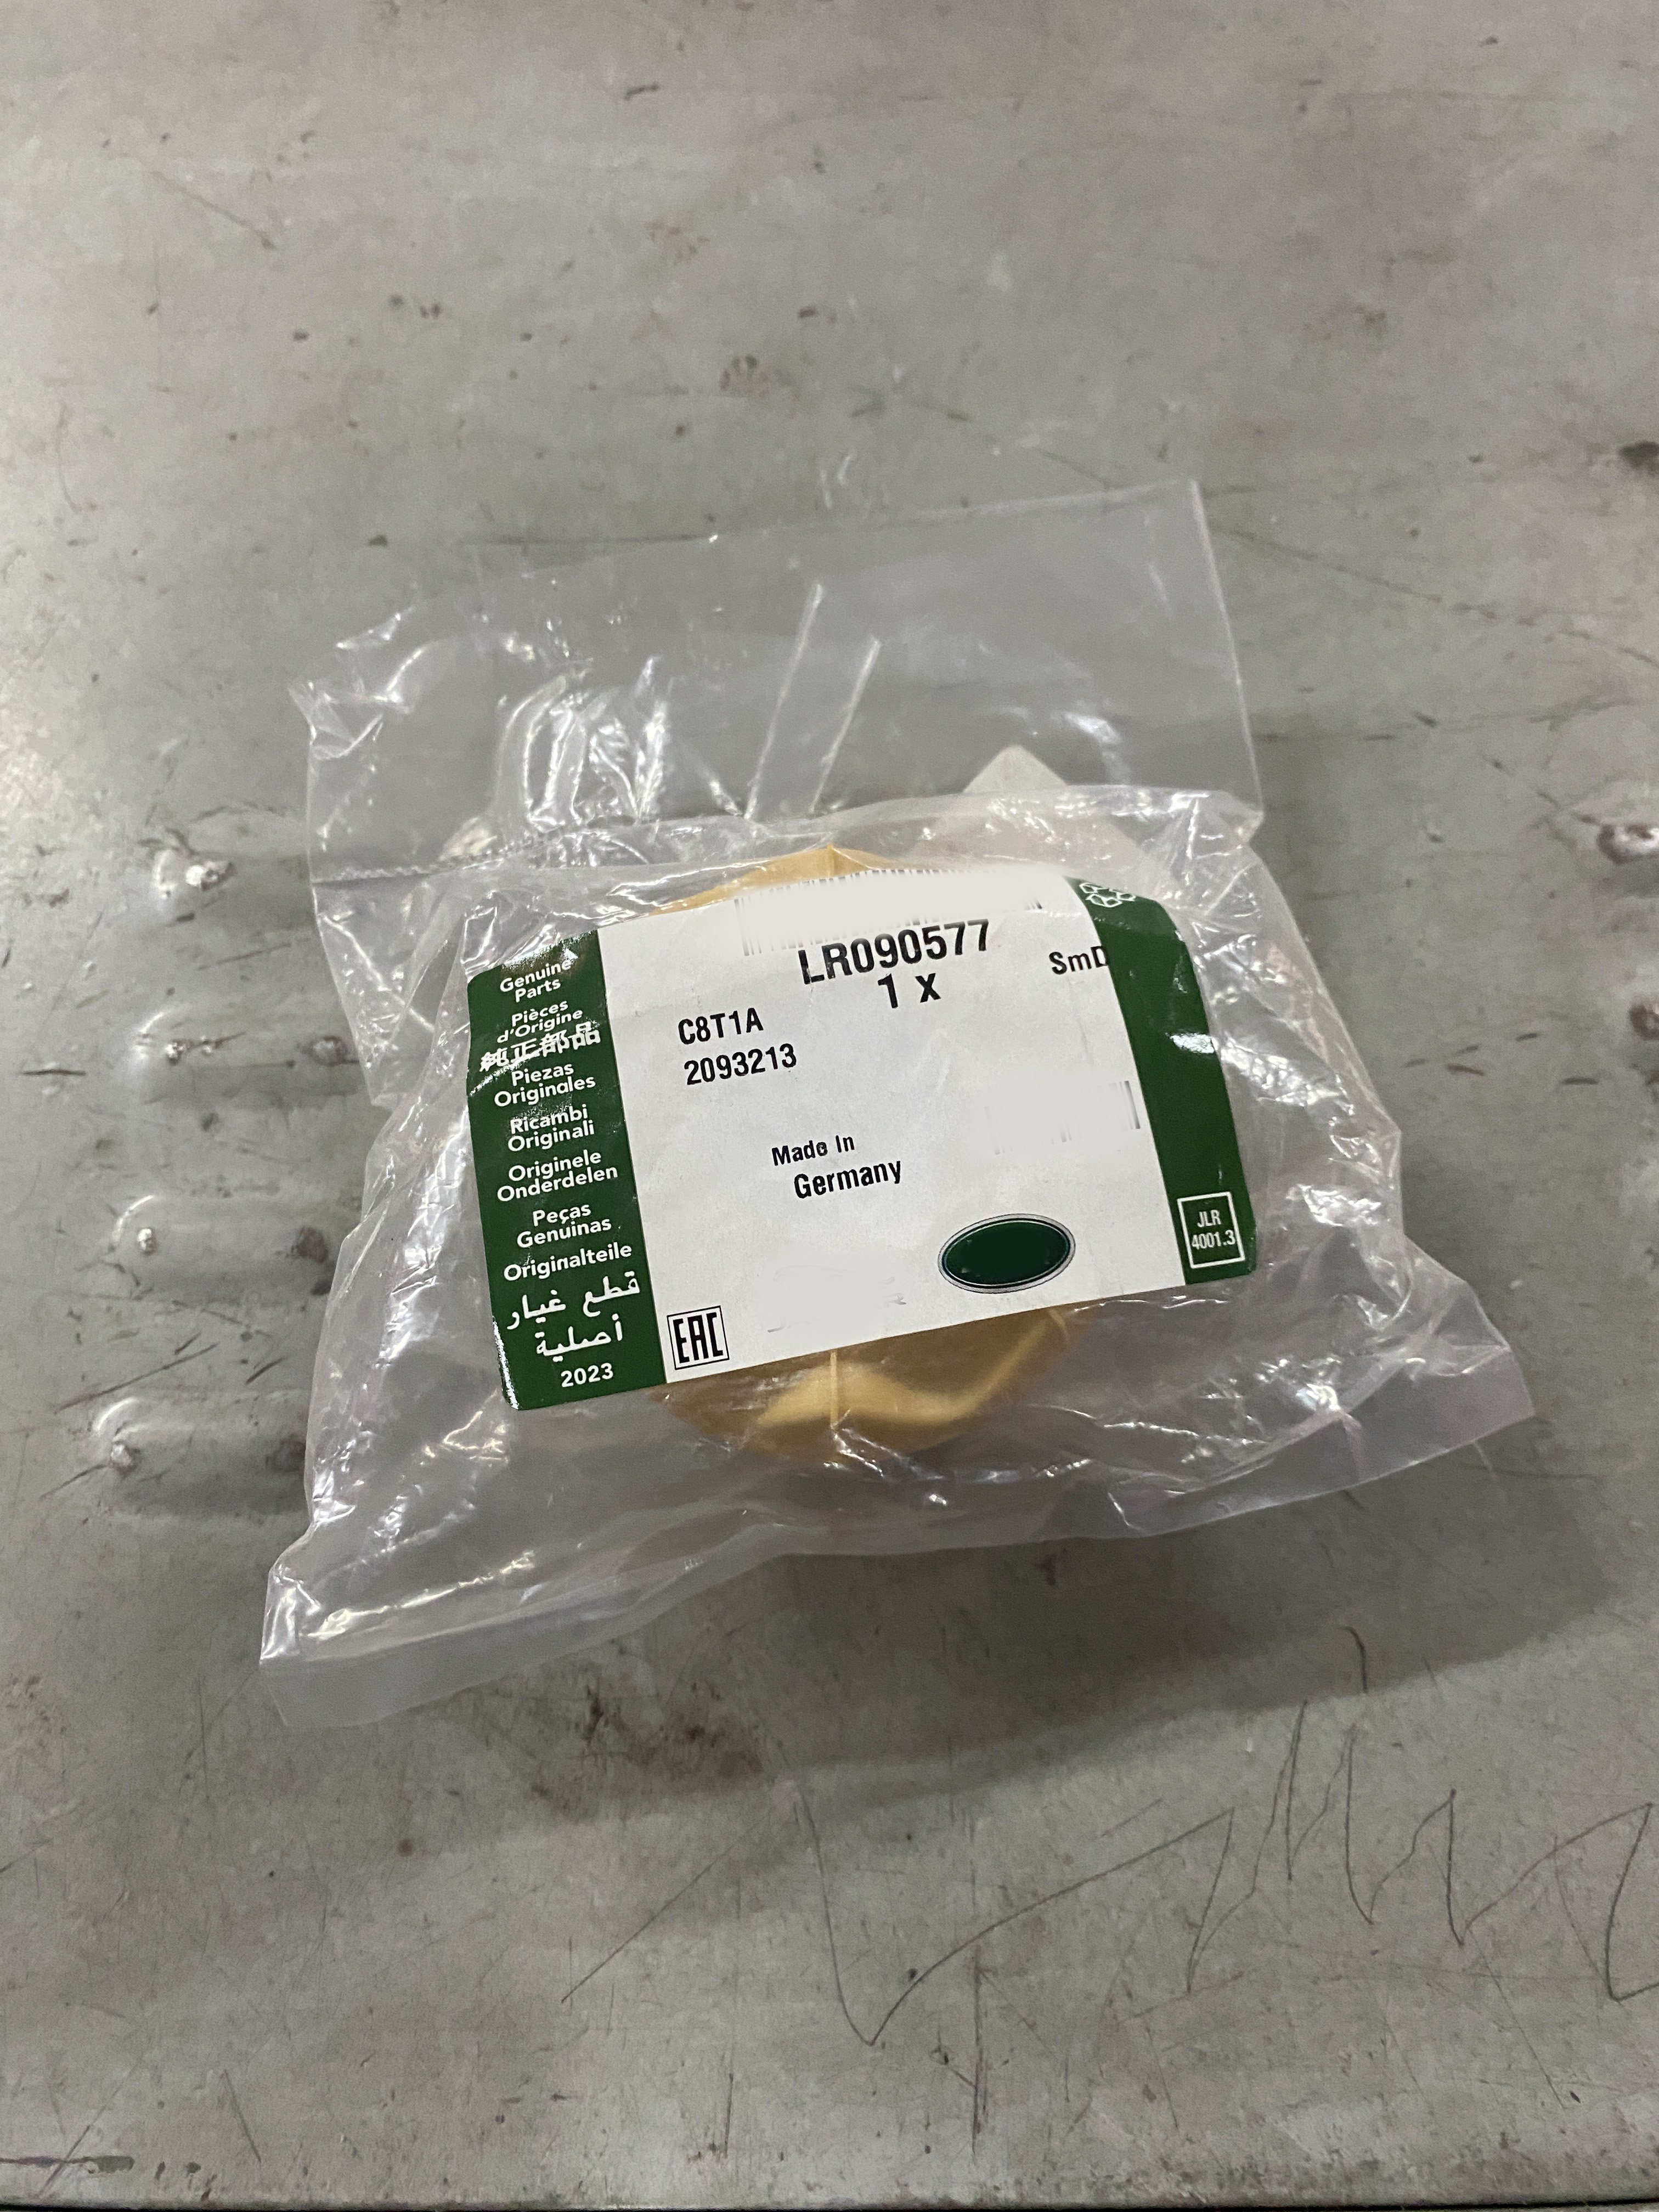 Genuine
Parts
Pièces
d'Origine
純正部品
Piezas
Originales
Ricambi
Originali
Originele
Onderdelen
Peças
Genuinas
Originalteile
قطع غيار
أصلية
2023
LR090577
1 x
SmD
C8T1A
2093213
Made In
Germany
EAC
JLR
4001.3